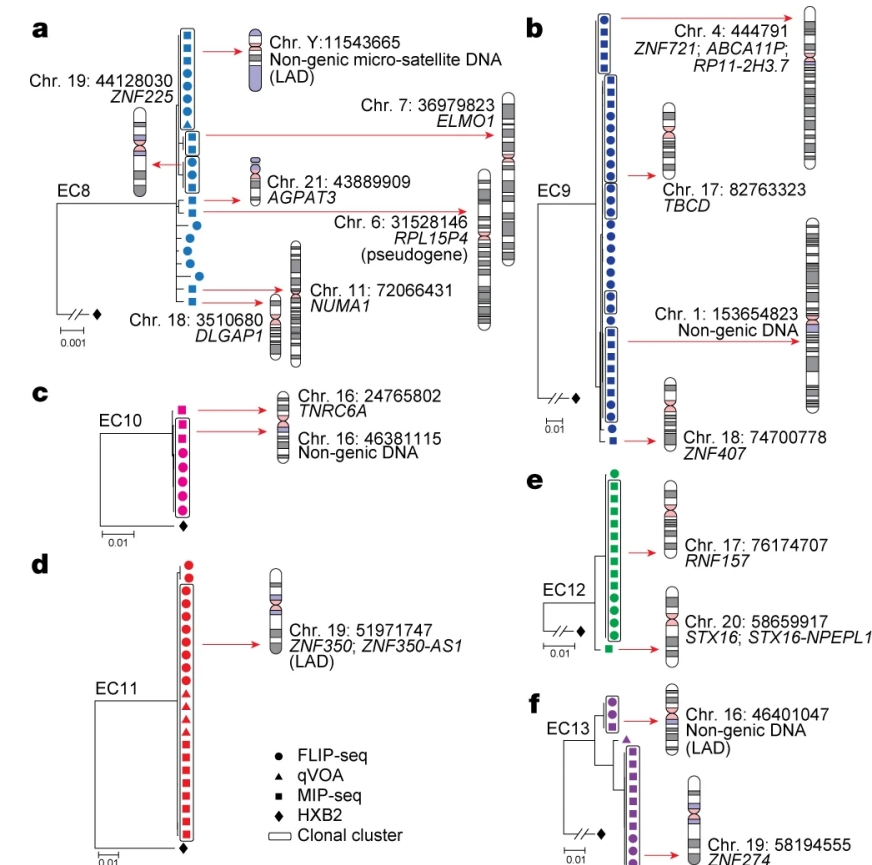 a
Chr. Y:11543665
Non-genic micro-satellite DNA
(LAD)
Chr. 19: 44128030
ZNF225
Chr. 7: 36979823
ELMO1
Chr. 21: 43889909
AGPAT3
EC8
Chr. 6: 31528146
RPL15P4
(pseudogene)
Chr. 11: 72066431
NUMA1
Chr. 18: 3510680
DLGAP1
0.001
b
Chr. 4: 444791
ZNF721; ABCA11P;
RP11-2H3.7
EC9
Chr. 17: 82763323
TBCD
Chr. 1: 153654823
Non-genic DNA
0.01
Chr. 18: 74700778
ZNF407
c
Chr. 16: 24765802
TNRC6A
EC10
Chr. 16: 46381115
Non-genic DNA
0.01
d
Chr. 19: 51971747
ZNF350; ZNF350-AS1
(LAD)
EC11
FLIP-seq
qVOA
MIP-seq
HXB2
Clonal cluster
0.01
e
Chr. 17: 76174707
RNF157
EC12
Chr. 20: 58659917
STX16; STX16-NPEPL1
0.01
f
EC13
Chr. 16: 46401047
Non-genic DNA
(LAD)
Chr. 19: 58194555
ZNF274
0.01